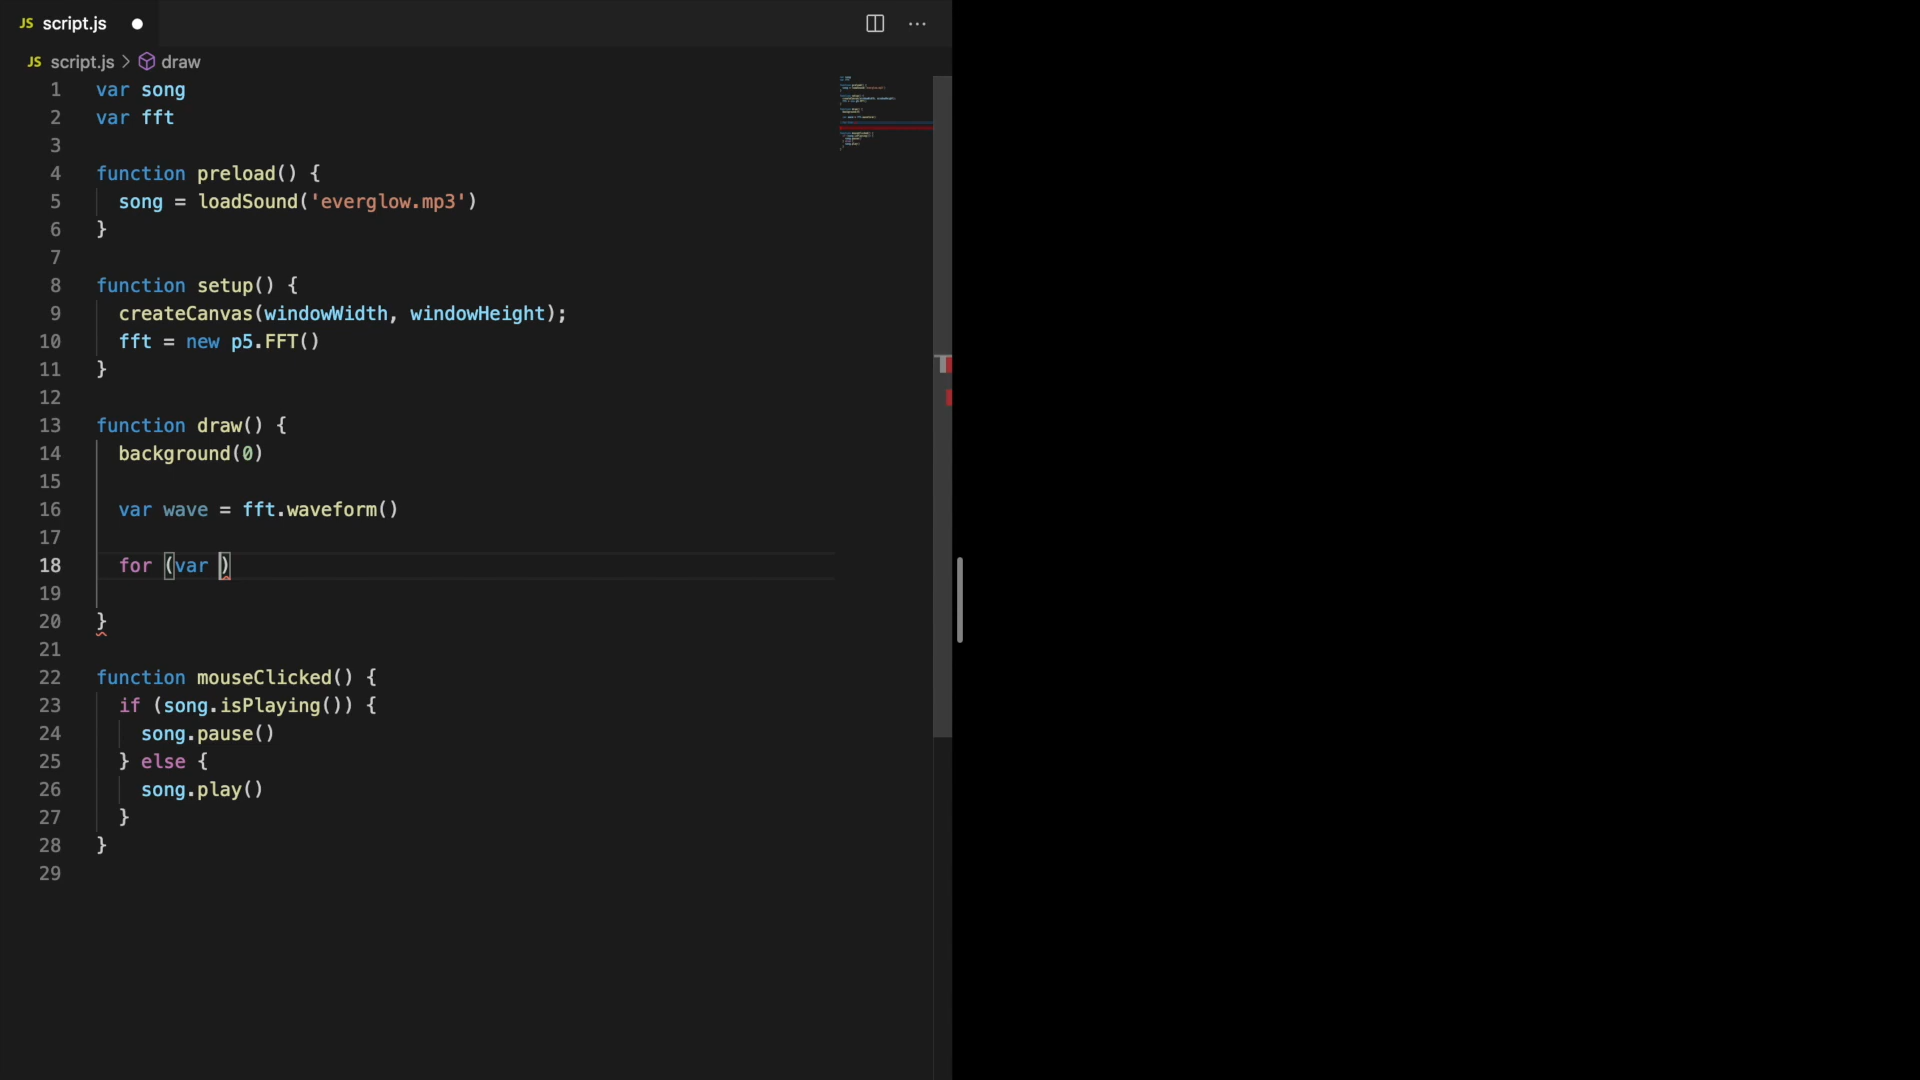 JS script.js
JS script.js > draw
1 var song
2 var fft
3
4 function preload() {
5 song = loadSound('everglow.mp3')
6 }
7
8 function setup() {
9 createCanvas(windowWidth, windowHeight);
10 fft = new p5.FFT()
11 }
12
13 function draw() {
14 background(0)
15
16 var wave = fft.waveform()
17
18 for (var )
19
20 }
21
22 function mouseClicked() {
23 if (song.isPlaying()) {
24 song.pause()
25 } else {
26 song.play()
27 }
28 }
29